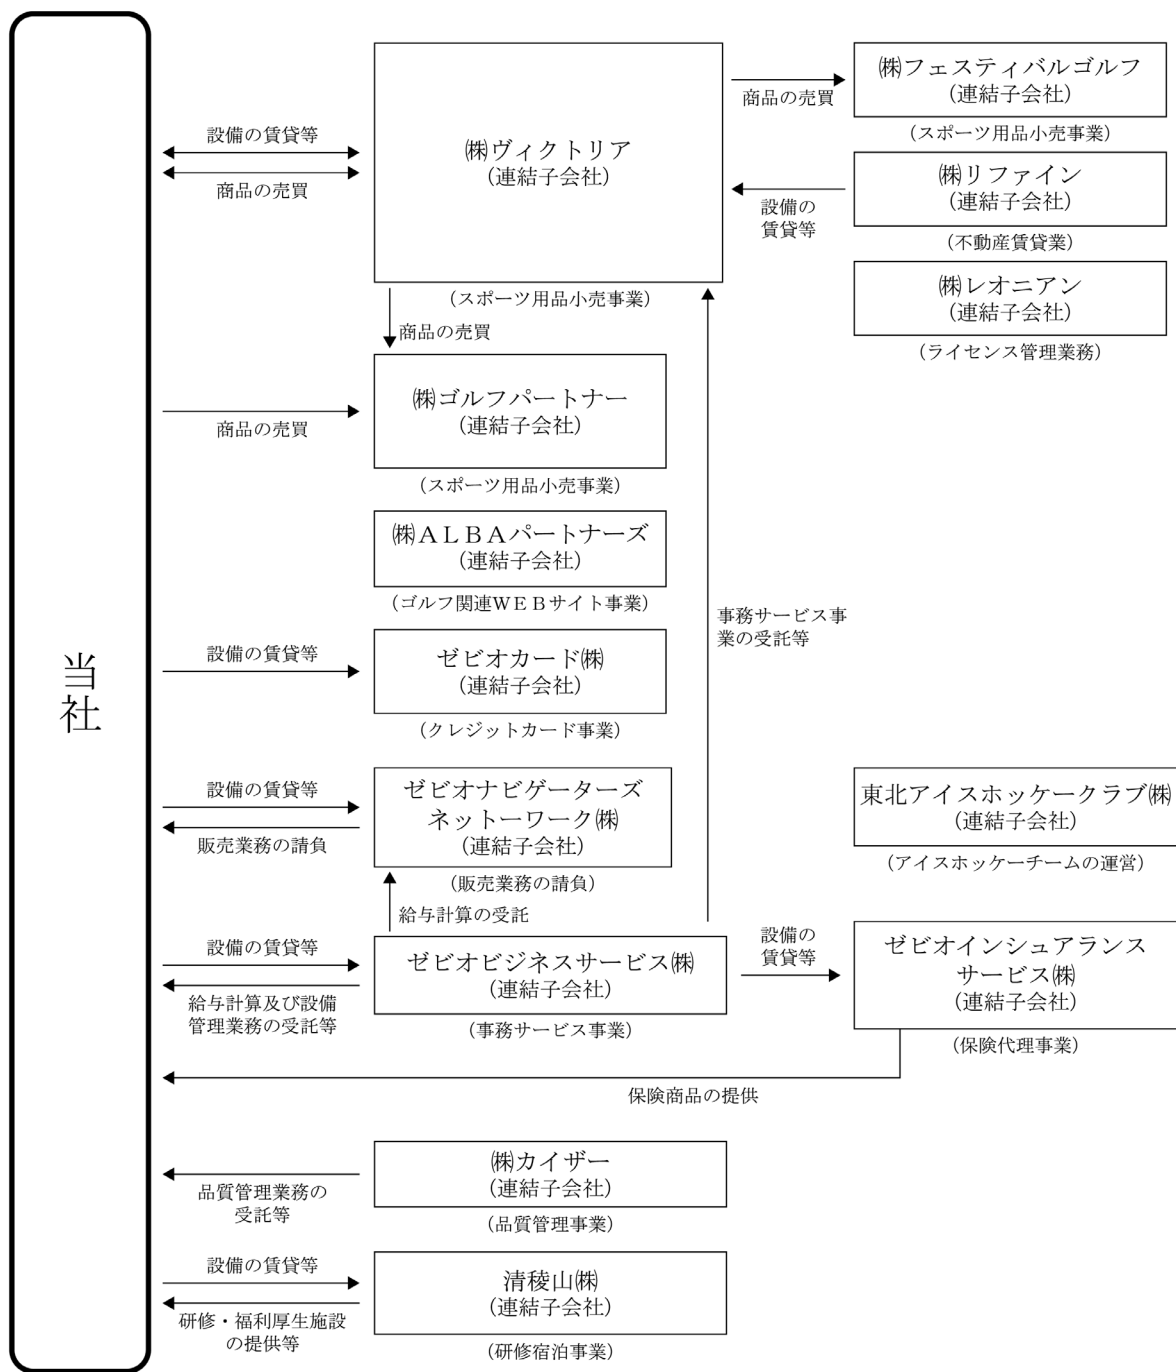 当社
設備の賃貸等
商品の売買
㈱ヴィクトリア
(連結子会社)
(スポーツ用品小売事業)
商品の売買
㈱フェスティバルゴルフ
(連結子会社)
(スポーツ用品小売事業)
設備の
賃貸等
㈱リファイン
(連結子会社)
(不動産賃貸業)
㈱レオニアン
(連結子会社)
(ライセンス管理業務)
商品の売買
商品の売買
㈱ゴルフパートナー
(連結子会社)
(スポーツ用品小売事業)
㈱ALBAパートナーズ
(連結子会社)
(ゴルフ関連WEBサイト事業)
事務サービス事
業の受託等
設備の賃貸等
ゼビオカード㈱
(連結子会社)
(クレジットカード事業)
設備の賃貸等
販売業務の請負
ゼビオナビゲーターズ
ネットーワーク㈱
(連結子会社)
(販売業務の請負)
東北アイスホッケークラブ㈱
(連結子会社)
(アイスホッケーチームの運営)
給与計算の受託
設備の賃貸等
給与計算及び設備
管理業務の受託等
ゼビオビジネスサービス㈱
(連結子会社)
(事務サービス事業)
設備の
賃貸等
ゼビオインシュアランス
サービス㈱
(連結子会社)
(保険代理事業)
保険商品の提供
品質管理業務の
受託等
㈱カイザー
(連結子会社)
(品質管理事業)
設備の賃貸等
研修・福利厚生施設
の提供等
清稜山㈱
(連結子会社)
(研修宿泊事業)